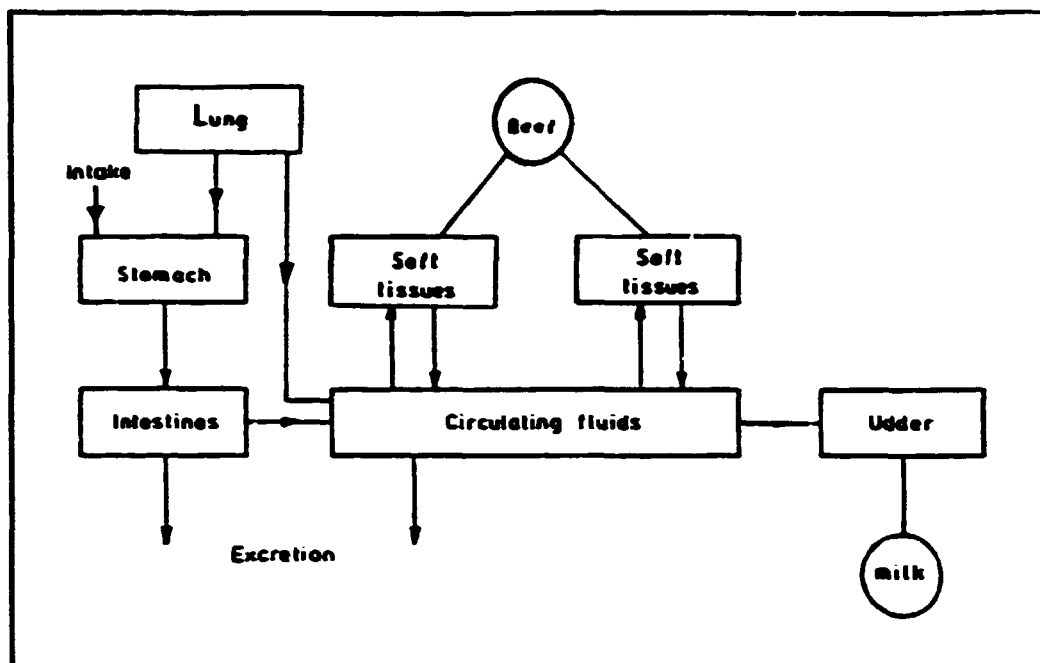 Lung
Beef
Intake
Stomach
Soft
tissues
Soft
tissues
Intestines
Circulating fluids
Udder
Excretion
milk